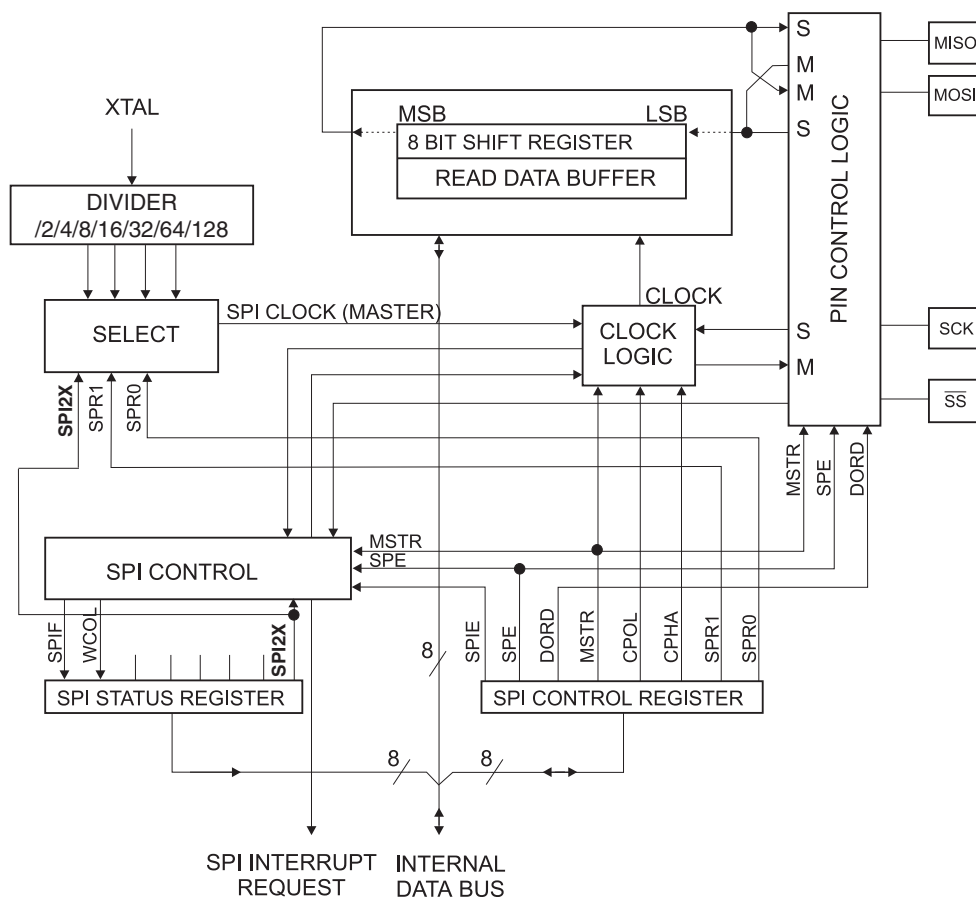 S
MISO
M
XTAL
MSB
LSB
M
MOSI
8 BIT SHIFT REGISTER
S
READ DATA BUFFER
DIVIDER
/2/4/8/16/32/64/128
PIN CONTROL LOGIC
SPI CLOCK (MASTER)
CLOCK
SELECT
CLOCK
LOGIC
S
SCK
M
SPI2X
SPR1
SPR0
SS
MSTR
SPE
DORD
MSTR
SPE
SPI CONTROL
SPIF
WCOL
SPI2X
8
SPIE
SPE
DORD
MSTR
CPOL
CPHA
SPR1
SPR0
SPI STATUS REGISTER
SPI CONTROL REGISTER
8
8
SPI INTERRUPT
REQUEST
INTERNAL
DATA BUS